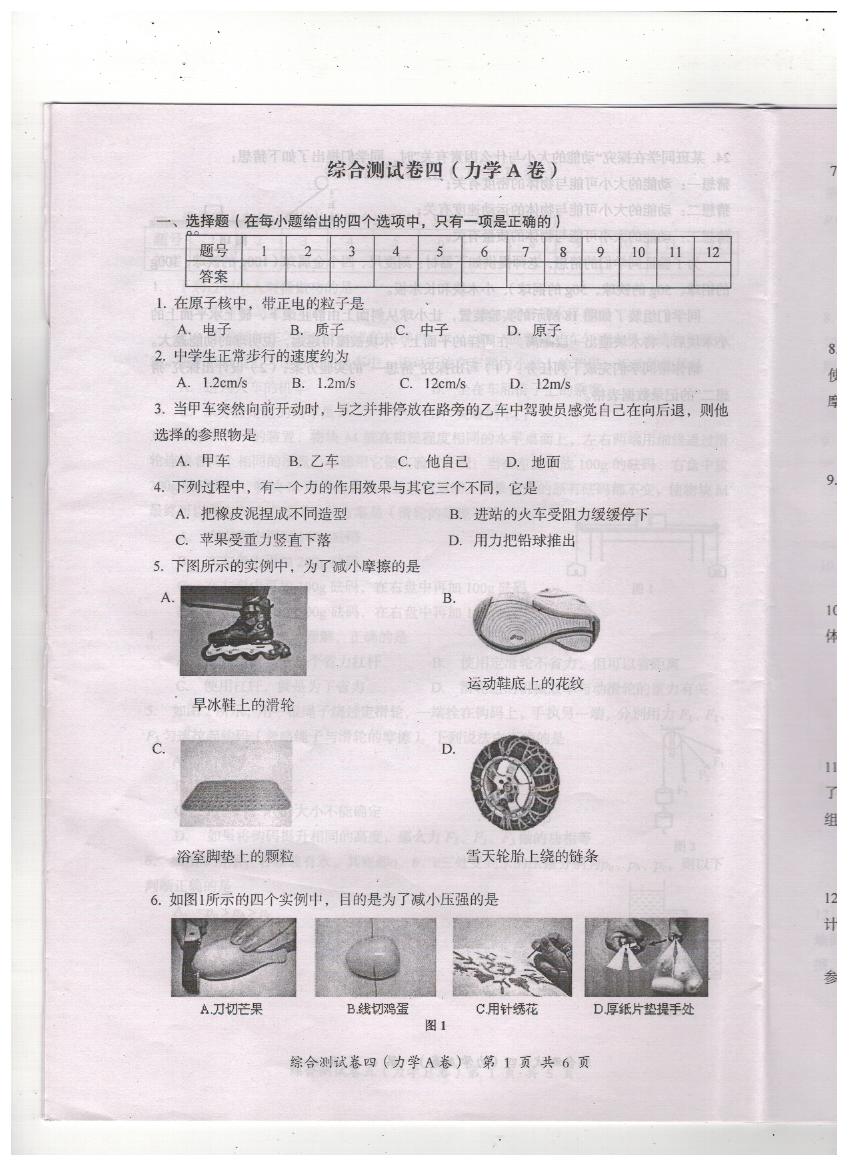 综合测试卷四（力学A卷）
一、选择题（在每小题给出的四个选项中，只有一项是正确的）
题号 1 2 3 4 5 6 7 8 9 10 11 12
答案
1. 在原子核中，带正电的粒子是
A. 电子 B. 质子 C. 中子 D. 原子
2. 中学生正常步行的速度约为
A. 1.2cm/s B. 1.2m/s C. 12cm/s D. 12m/s
3. 当甲车突然向前开动时，与之并排停放在路旁的乙车中驾驶员感觉自己在向后退，则他
选择的参照物是
A. 甲车 B. 乙车 C. 他自己 D. 地面
4. 下列过程中，有一个力的作用效果与其它三个不同，它是
A. 把橡皮泥捏成不同造型 B. 进站的火车受阻力缓缓停下
C. 苹果受重力竖直下落 D. 用力把铅球推出
5. 下图所示的实例中，为了减小摩擦的是
A. B.
旱冰鞋上的滑轮 运动鞋底上的花纹
C. D.
浴室脚垫上的颗粒 雪天轮胎上绕的链条
6. 如图1所示的四个实例中，目的是为了减小压强的是
A.刀切芒果 B.线切鸡蛋 C.用针绣花 D.厚纸片垫提手处
图1
综合测试卷四（力学A卷） 第 1 页 共 6 页
7
8.
使
摩
9.
10
体
11
了
组
12
计
参